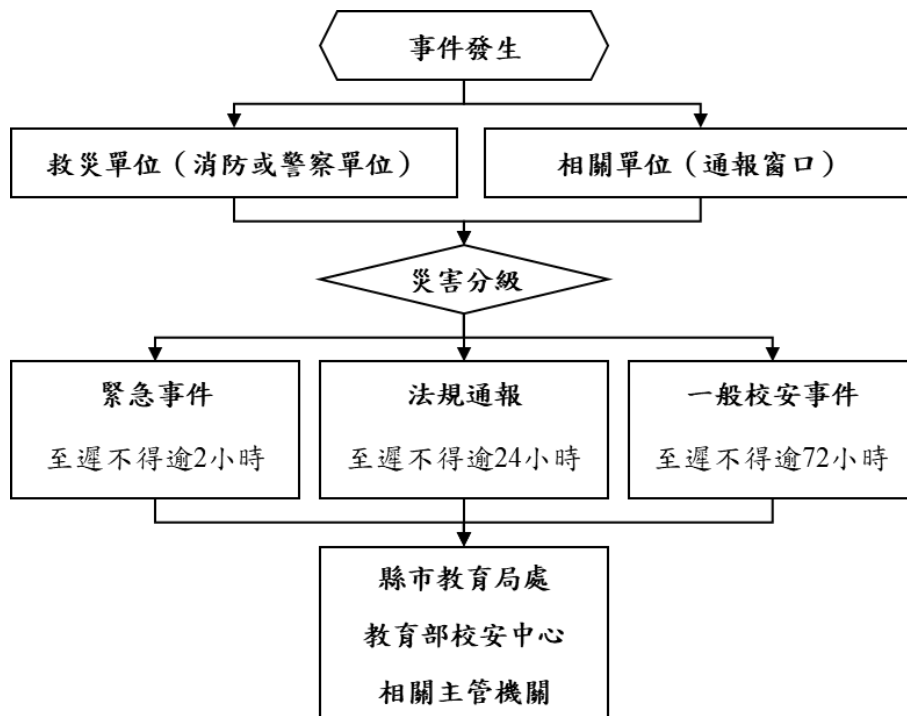 事件發生
救災單位（消防或警察單位）
相關單位（通報窗口）
災害分級
緊急事件
至遲不得逾2小時
法規通報
至遲不得逾24小時
一般校安事件
至遲不得逾72小時
縣市教育局處
教育部校安中心
相關主管機關